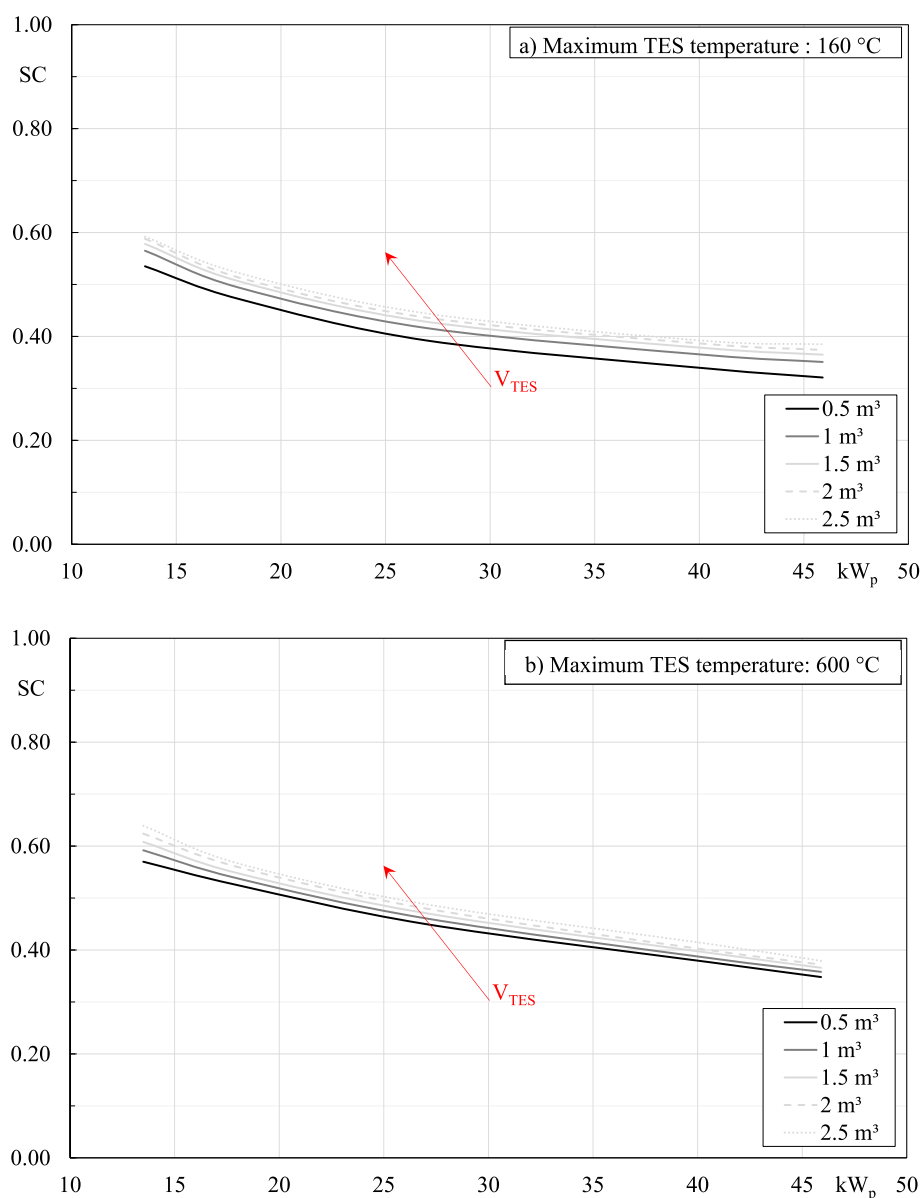 1.00
a) Maximum TES temperature : 160 °C
SC
0.80
0.60
0.40
V_TES
0.20
0.00
0.5 m³
1 m³
1.5 m³
2 m³
2.5 m³
10 15 20 25 30 35 40 45 kW_p 50
1.00
b) Maximum TES temperature: 600 °C
SC
0.80
0.60
0.40
V_TES
0.20
0.00
0.5 m³
1 m³
1.5 m³
2 m³
2.5 m³
10 15 20 25 30 35 40 45 kW_p 50